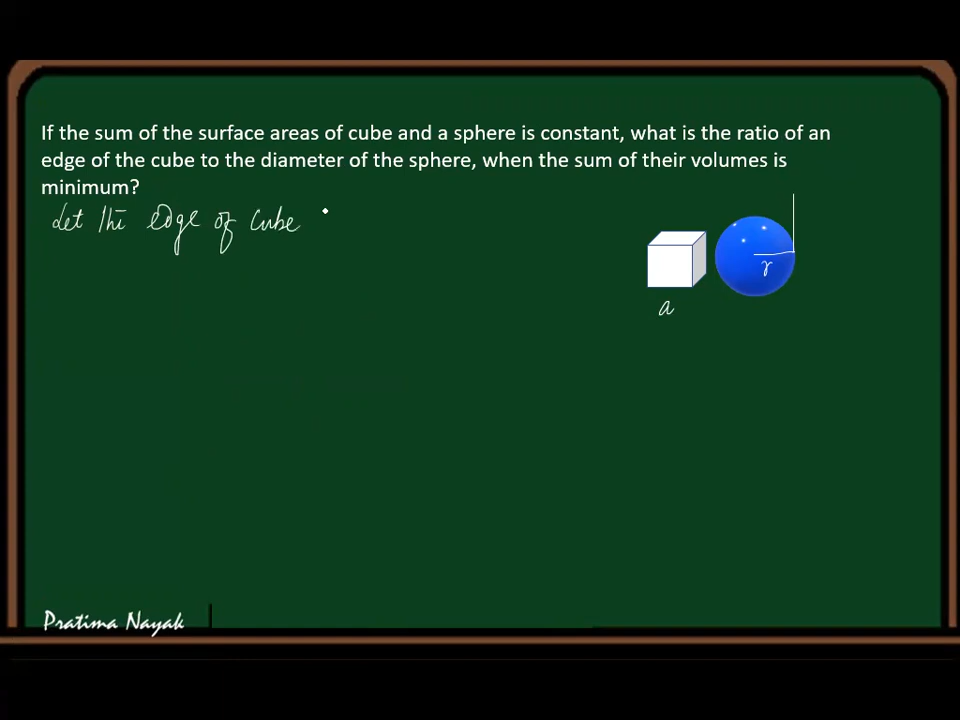 If the sum of the surface areas of cube and a sphere is constant, what is the ratio of an
edge of the cube to the diameter of the sphere, when the sum of their volumes is
minimum?
Let the edge of Cube
r
a
Pratima Nayak